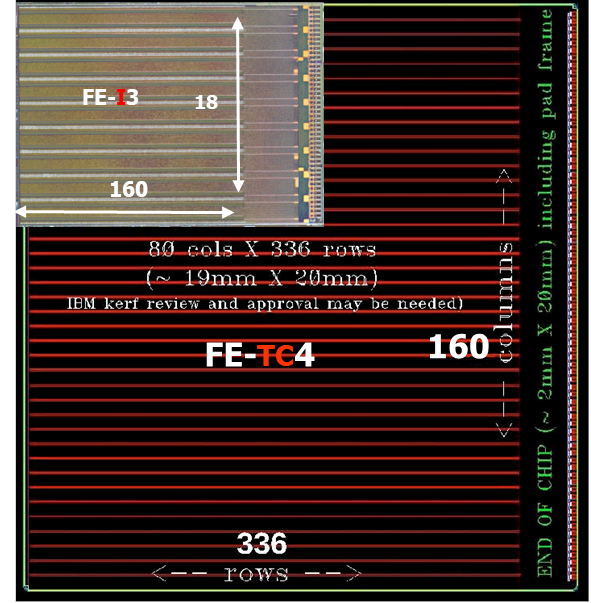 FE-I3
18
160
80 cols X 336 rows
(~ 19mm X 20mm)
IBM kerf review and approval may be needed)
FE-TC4
160
<-- columns -->
336
<-- rows -->
END OF CHIP (~ 2mm X 20mm) including pad frame